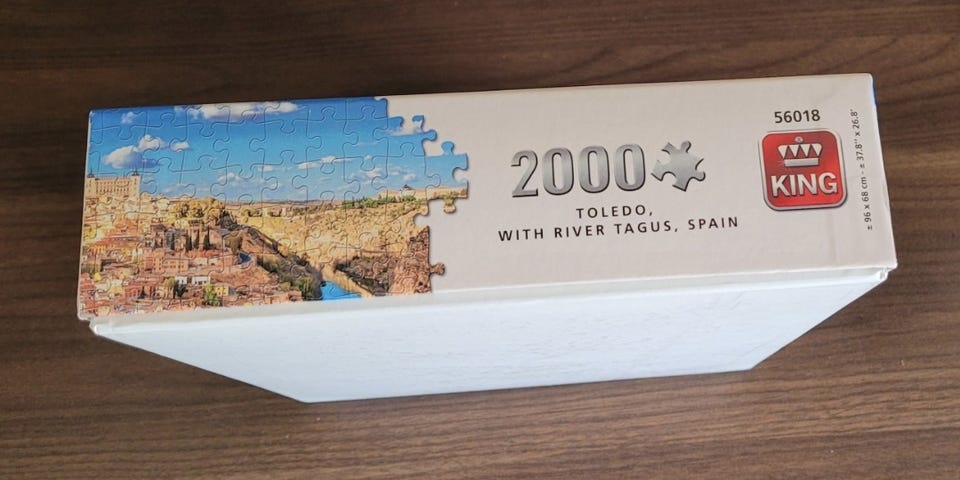 2000
TOLEDO,
WITH RIVER TAGUS, SPAIN
56018
KING
± 96 x 68 cm - ± 37.8'' x 26.8'